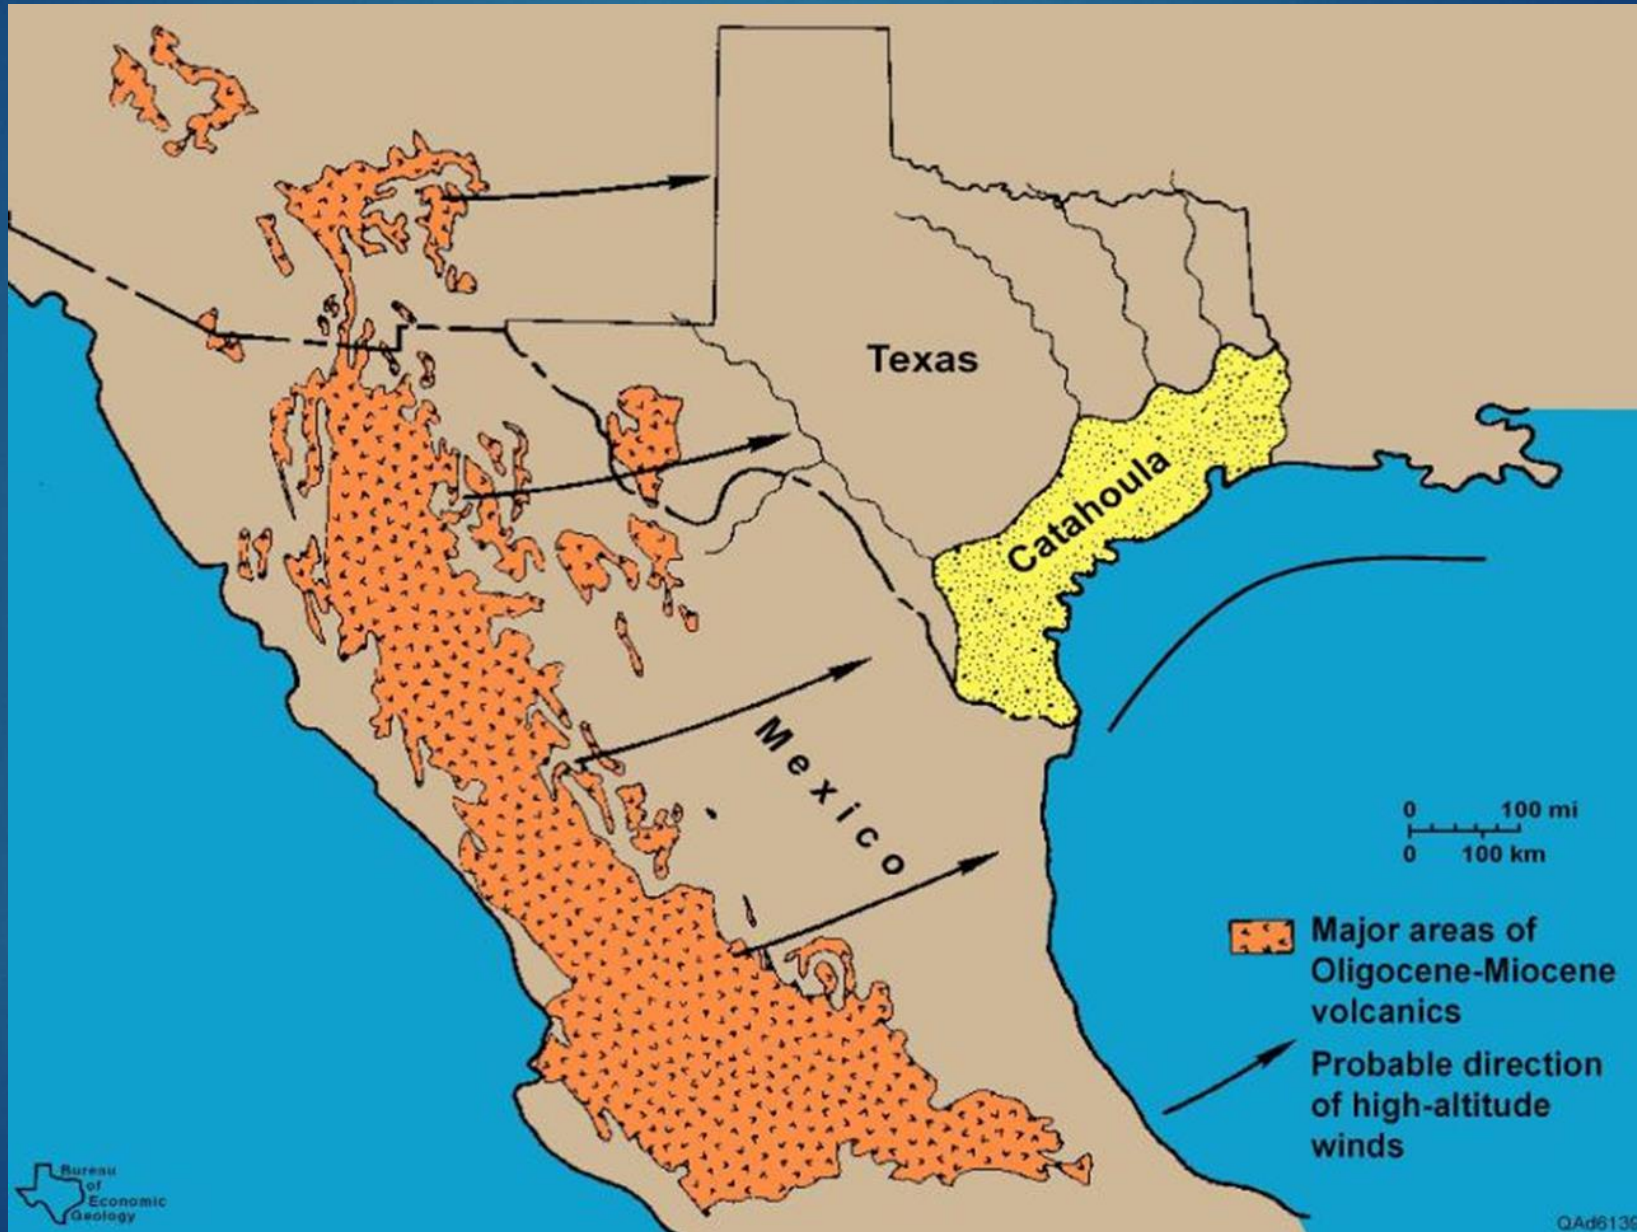 Texas
Catahoula
Mexico
0 100 mi
0 100 km
Major areas of
Oligocene-Miocene
volcanics
Probable direction
of high-altitude
winds
Bureau
of
Economic
Geology
QAd6139